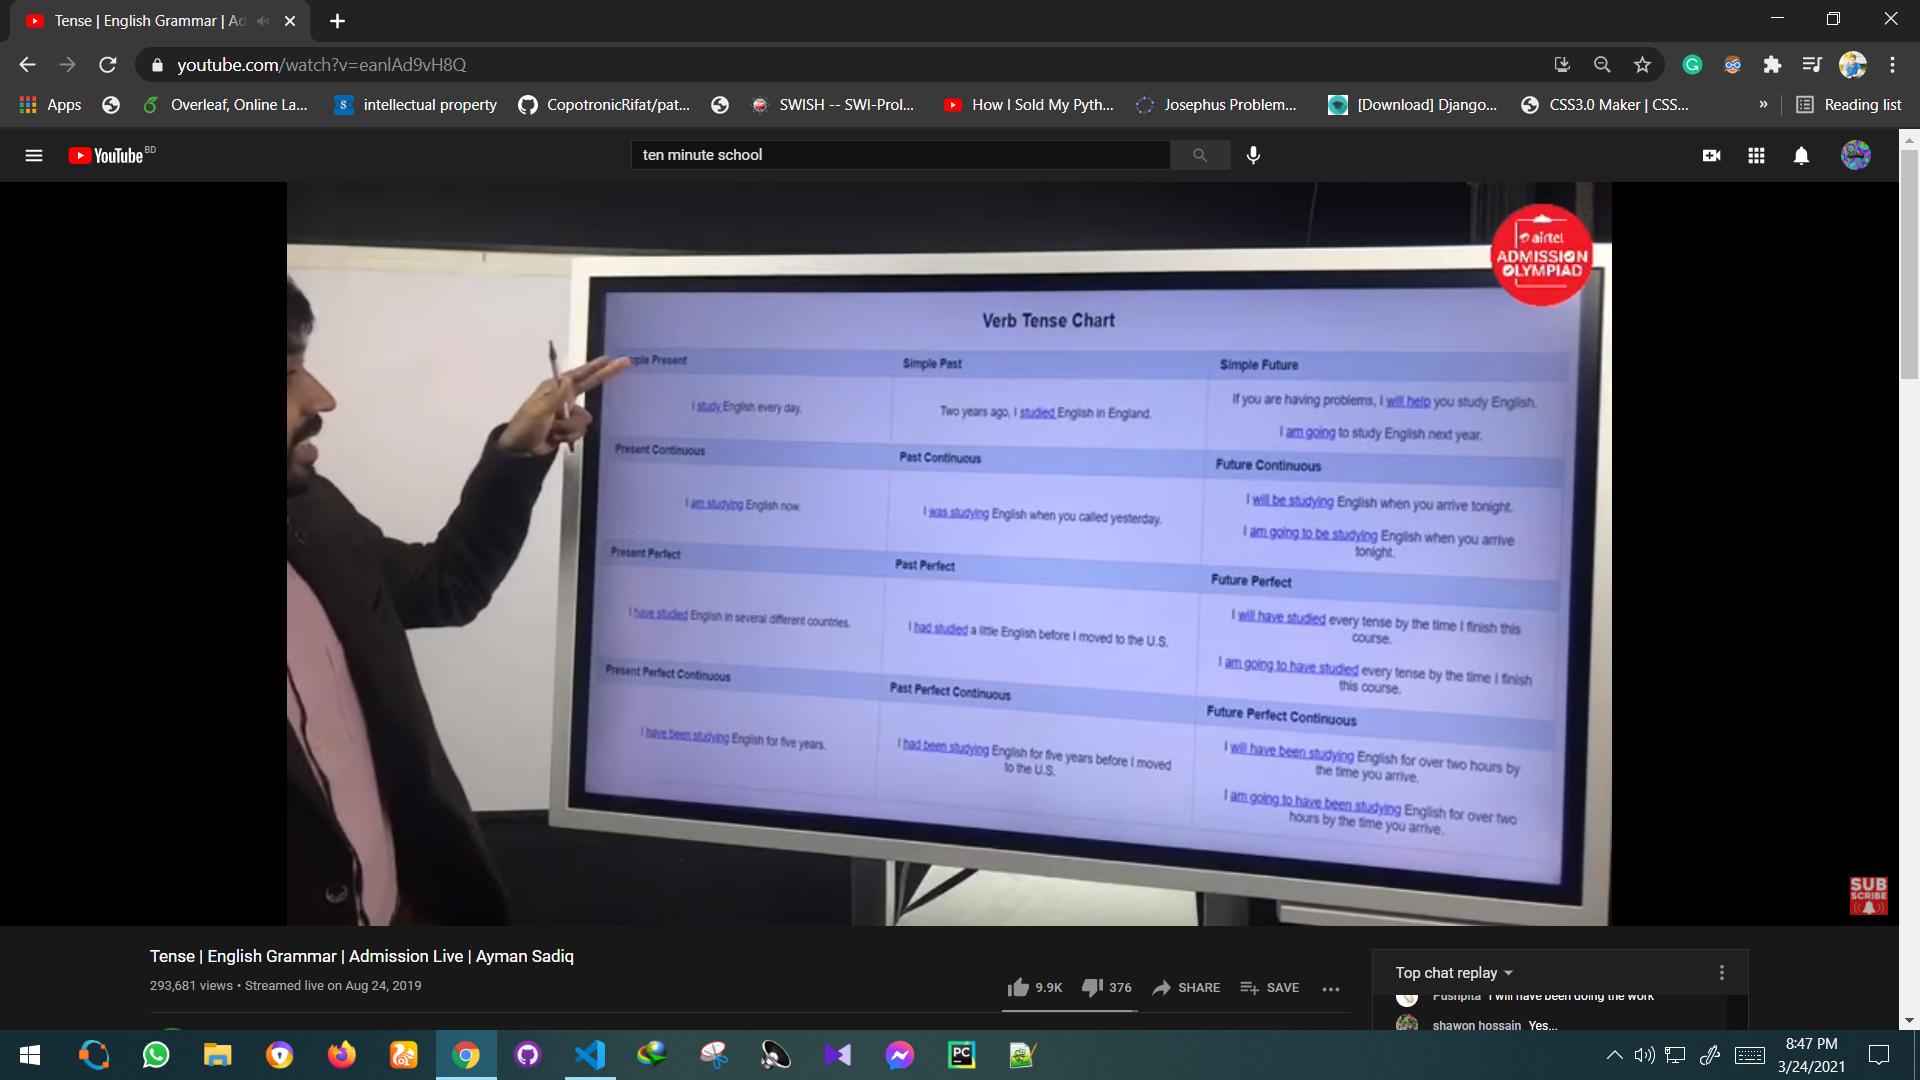 Tense | English Grammar | Ad
youtube.com/watch?v=eanlAd9vH8Q
Apps
Overleaf, Online La...
intellectual property
CopotronicRifat/pat...
SWISH -- SWI-Prol...
How I Sold My Pyth...
Josephus Problem...
[Download] Django...
CSS3.0 Maker | CSS...
»
Reading list
YouTube BD
ten minute school
airtel
ADMISSION
OLYMPIAD
Verb Tense Chart
ple Present
Simple Past
Simple Future
I study English every day.
Two years ago, I studied English in England.
If you are having problems, I will help you study English.
I am going to study English next year.
Present Continuous
Past Continuous
Future Continuous
I am studying English now.
I was studying English when you called yesterday.
I will be studying English when you arrive tonight.
I am going to be studying English when you arrive
tonight.
Present Perfect
Past Perfect
Future Perfect
I have studied English in several different countries.
I had studied a little English before I moved to the U.S.
I will have studied every tense by the time I finish this
course.
I am going to have studied every tense by the time I finish
this course.
Present Perfect Continuous
Past Perfect Continuous
Future Perfect Continuous
I have been studying English for five years.
I had been studying English for five years before I moved
to the U.S.
I will have been studying English for over two hours by
the time you arrive.
I am going to have been studying English for over two
hours by the time you arrive.
SUB
SCRIBE
Tense | English Grammar | Admission Live | Ayman Sadiq
293,681 views • Streamed live on Aug 24, 2019
9.9K
376
SHARE
SAVE
Top chat replay
Pushpita I will have been doing the work
shawon hossain Yes...
PC
8:47 PM
3/24/2021